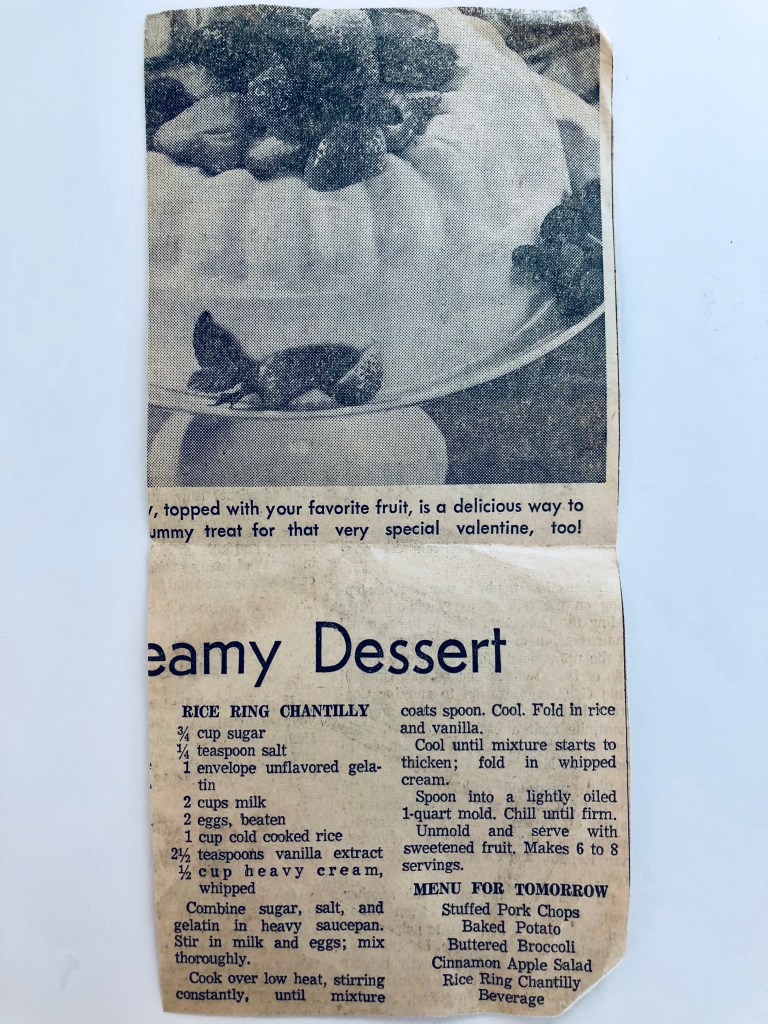 , topped with your favorite fruit, is a delicious way to
ummy treat for that very special valentine, too!
eamy Dessert
RICE RING CHANTILLY
¾ cup sugar
¼ teaspoon salt
1 envelope unflavored gela-
tin
2 cups milk
2 eggs, beaten
1 cup cold cooked rice
2½ teaspoons vanilla extract
½ cup heavy cream,
whipped
Combine sugar, salt, and
gelatin in heavy saucepan.
Stir in milk and eggs; mix
thoroughly.
Cook over low heat, stirring
constantly, until mixture
coats spoon. Cool. Fold in rice
and vanilla.
Cool until mixture starts to
thicken; fold in whipped
cream.
Spoon into a lightly oiled
1-quart mold. Chill until firm.
Unmold and serve with
sweetened fruit. Makes 6 to 8
servings.
MENU FOR TOMORROW
Stuffed Pork Chops
Baked Potato
Buttered Broccoli
Cinnamon Apple Salad
Rice Ring Chantilly
Beverage